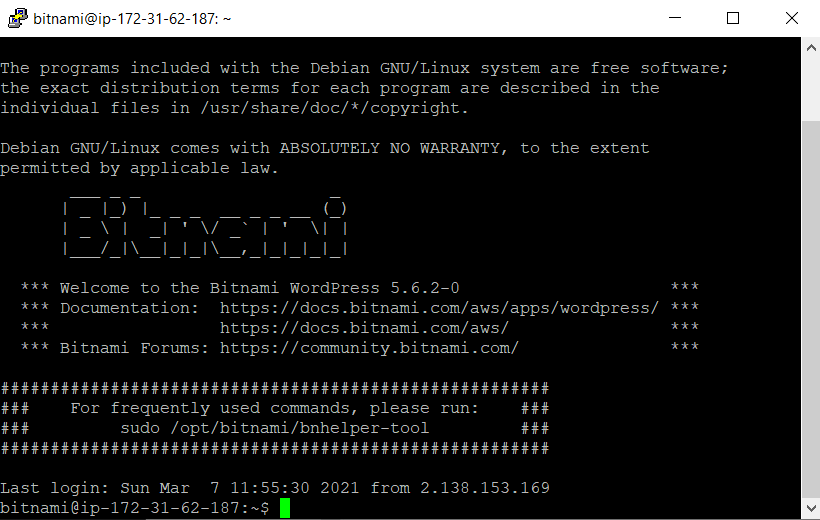 bitnami@ip-172-31-62-187: ~
The programs included with the Debian GNU/Linux system are free software;
the exact distribution terms for each program are described in the
individual files in /usr/share/doc/*/copyright.
Debian GNU/Linux comes with ABSOLUTELY NO WARRANTY, to the extent
permitted by applicable law.
Bitnami
*** Welcome to the Bitnami WordPress 5.6.2-0 ***
*** Documentation: https://docs.bitnami.com/aws/apps/wordpress/ ***
*** https://docs.bitnami.com/aws/ ***
*** Bitnami Forums: https://community.bitnami.com/ ***
#######################################################
### For frequently used commands, please run: ###
### sudo /opt/bitnami/bnhelper-tool ###
#######################################################
Last login: Sun Mar 7 11:55:30 2021 from 2.138.153.169
bitnami@ip-172-31-62-187:~$